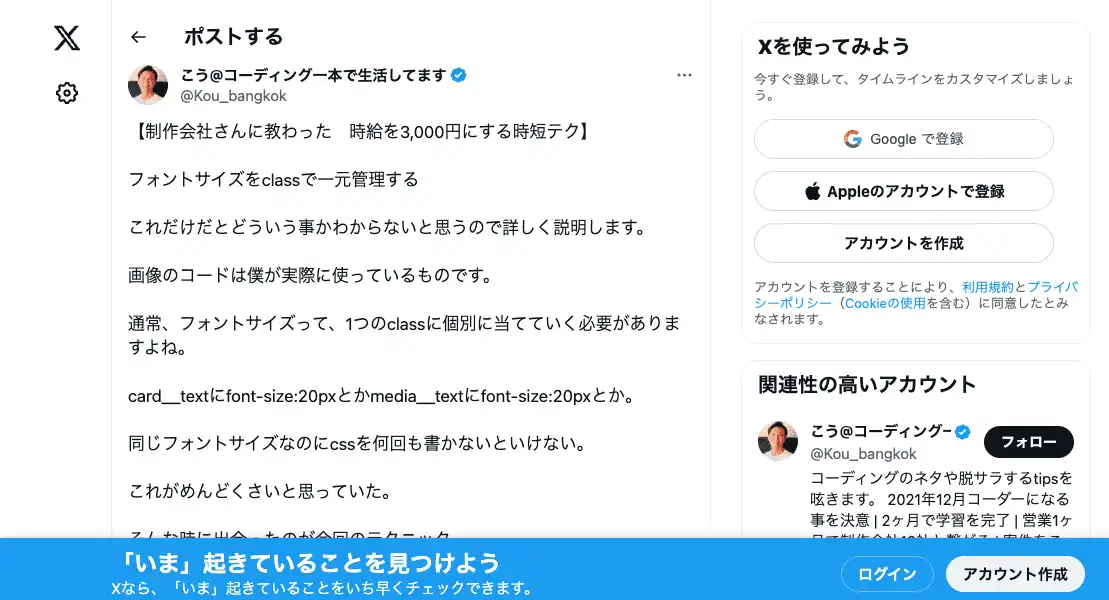 ポストする
こう@コーディング一本で生活してます
@Kou_bangkok
【制作会社さんに教わった　時給を3,000円にする時短テク】
フォントサイズをclassで一元管理する
これだけだとどういう事かわからないと思うので詳しく説明します。
画像のコードは僕が実際に使っているものです。
通常、フォントサイズって、1つのclassに個別に当てていく必要がありま
すよね。
card__textにfont-size:20pxとかmedia__textにfont-size:20pxとか。
同じフォントサイズなのにcssを何回も書かないといけない。
これがめんどくさいと思っていた。
そんな時に出会ったのが今回のテクニック
Xを使ってみよう
今すぐ登録して、タイムラインをカスタマイズしましょ
う。
Google で登録
Appleのアカウントで登録
アカウントを作成
アカウントを登録することにより、利用規約とプライバ
シーポリシー（Cookieの使用を含む）に同意したとみ
なされます。
関連性の高いアカウント
こう@コーディングー
@Kou_bangkok
フォロー
コーディングのネタや脱サラするtipsを
呟きます。 2021年12月コーダーになる
事を決意 | 2ヶ月で学習を完了 | 営業1ヶ
「いま」起きていることを見つけよう
Xなら、「いま」起きていることをいち早くチェックできます。
ログイン
アカウント作成